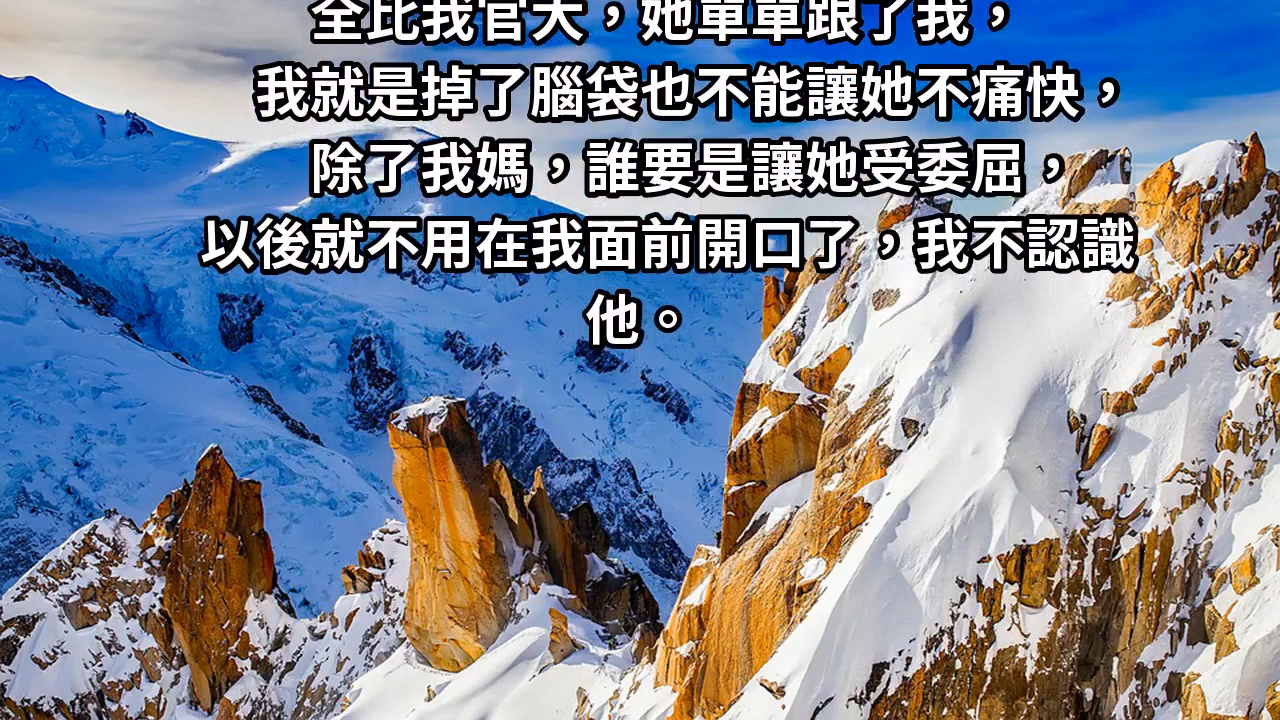 全比我官大，她單單跟了我，
我就是掉了腦袋也不能讓她不痛快，
除了我媽，誰要是讓她受委屈，
以後就不用在我面前開口了，我不認識
他。